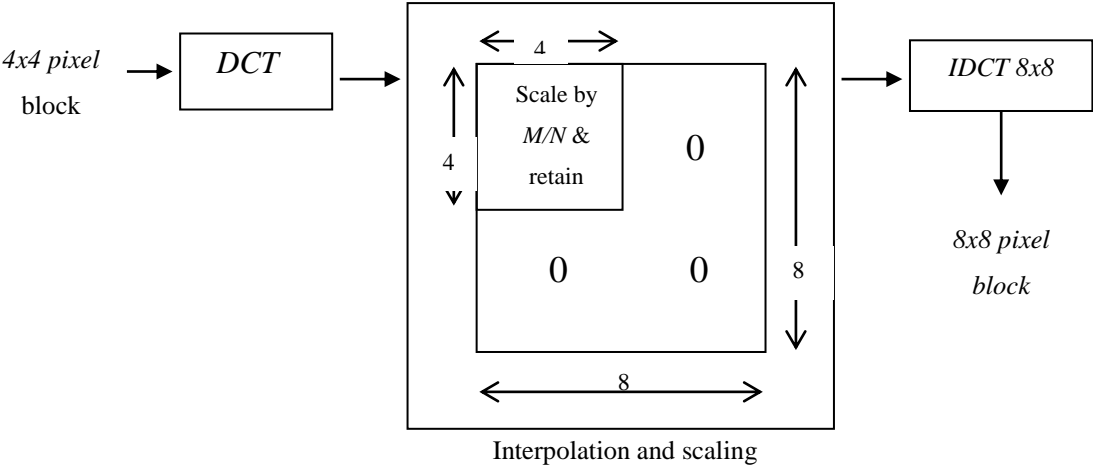 4x4 pixel
block
DCT
4
4
Scale by
M/N &
retain
0
0
0
8
8
Interpolation and scaling
IDCT 8x8
8x8 pixel
block